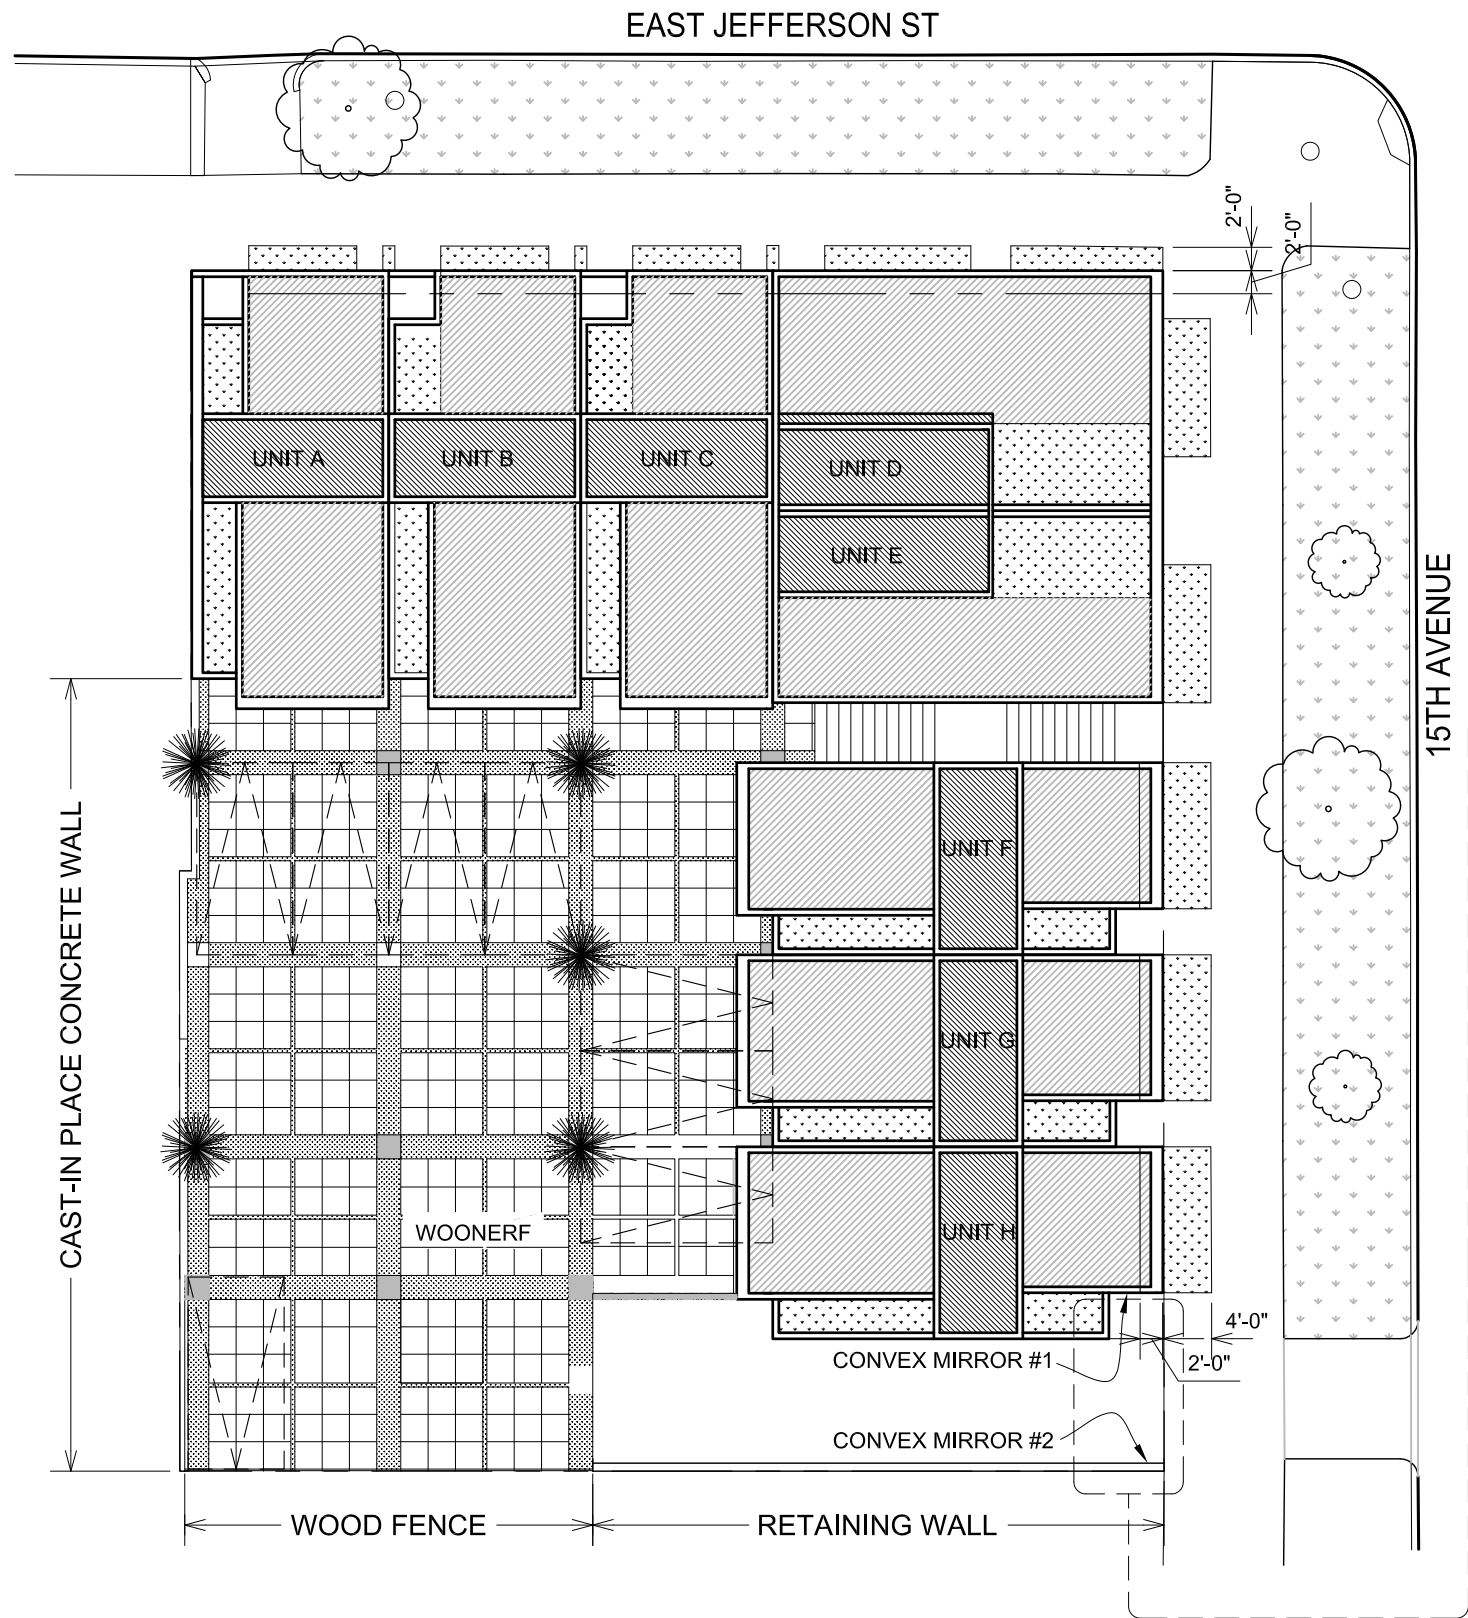 EAST JEFFERSON ST
2'-0"
2'-0"
UNIT A
UNIT B
UNIT C
UNIT D
UNIT E
15TH AVENUE
CAST-IN PLACE CONCRETE WALL
UNIT F
UNIT G
WOONERF
UNIT H
4'-0"
2'-0"
CONVEX MIRROR #1
CONVEX MIRROR #2
WOOD FENCE
RETAINING WALL